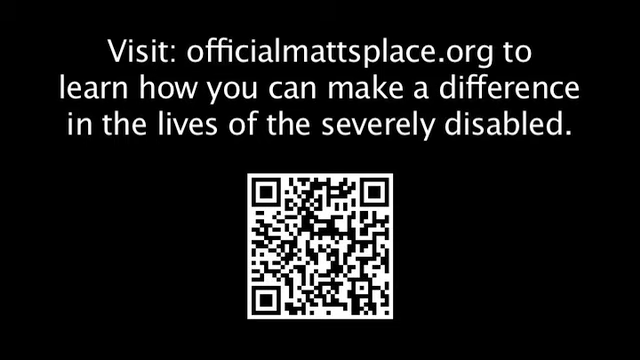 Visit: officialmattsplace.org to
learn how you can make a difference
in the lives of the severely disabled.